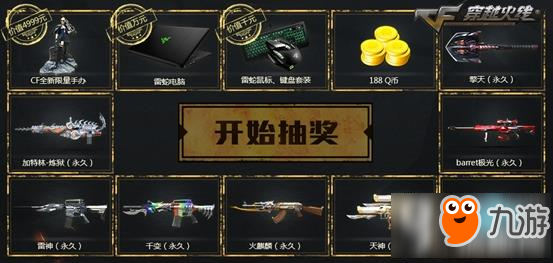 价值4999元
价值万元
价值千元
CF 穿越火线
CF全新限量手办
雷蛇电脑
雷蛇鼠标、键盘套装
188 Q币
擎天（永久）
加特林-炼狱（永久）
开始抽奖
barret极光（永久）
雷神（永久）
千变（永久）
火麒麟（永久）
天神（永久）
九游